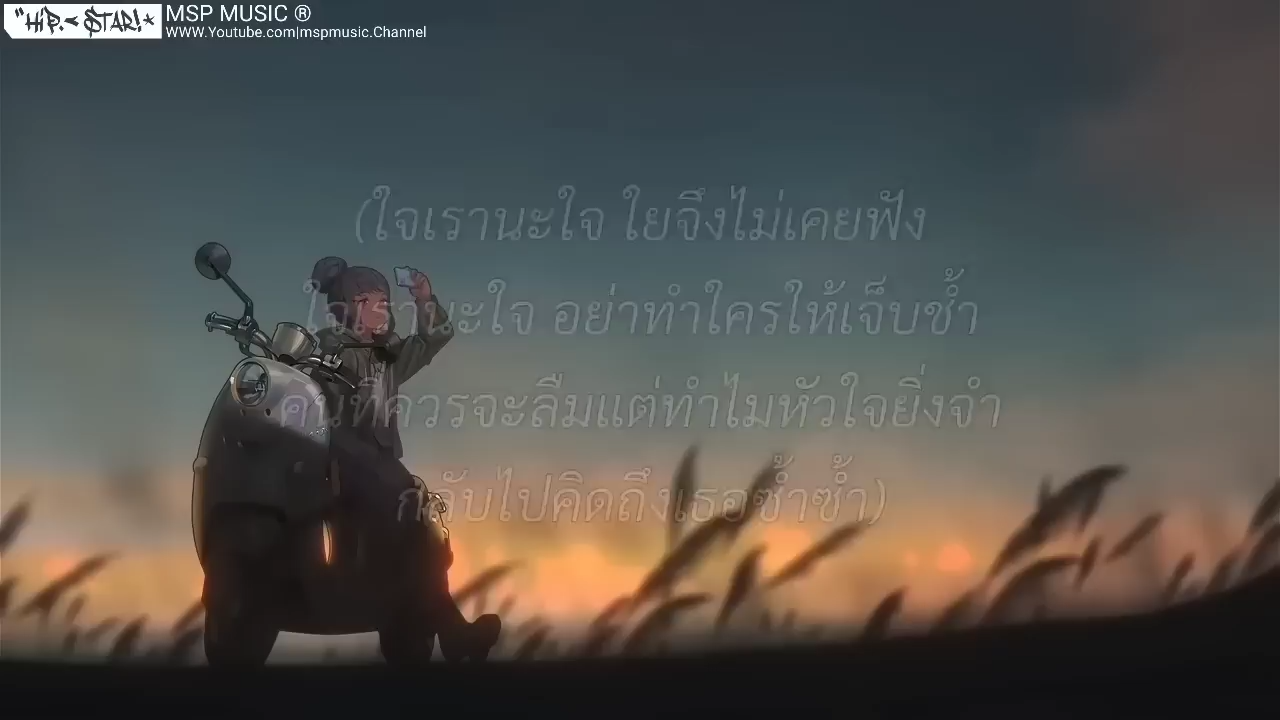 "HIP.< STAR!*
MSP MUSIC ®
www.Youtube.com|mspmusic.Channel
(ใจเรานะใจ ใยจึงไม่เคยฟัง
ใจเรานะใจ อย่าทำใครให้เจ็บช้ำ
คนที่ควรจะลืมแต่ทำไมหัวใจยิ่งจำ
กลับไปคิดถึงเธอซ้ำซ้ำ)